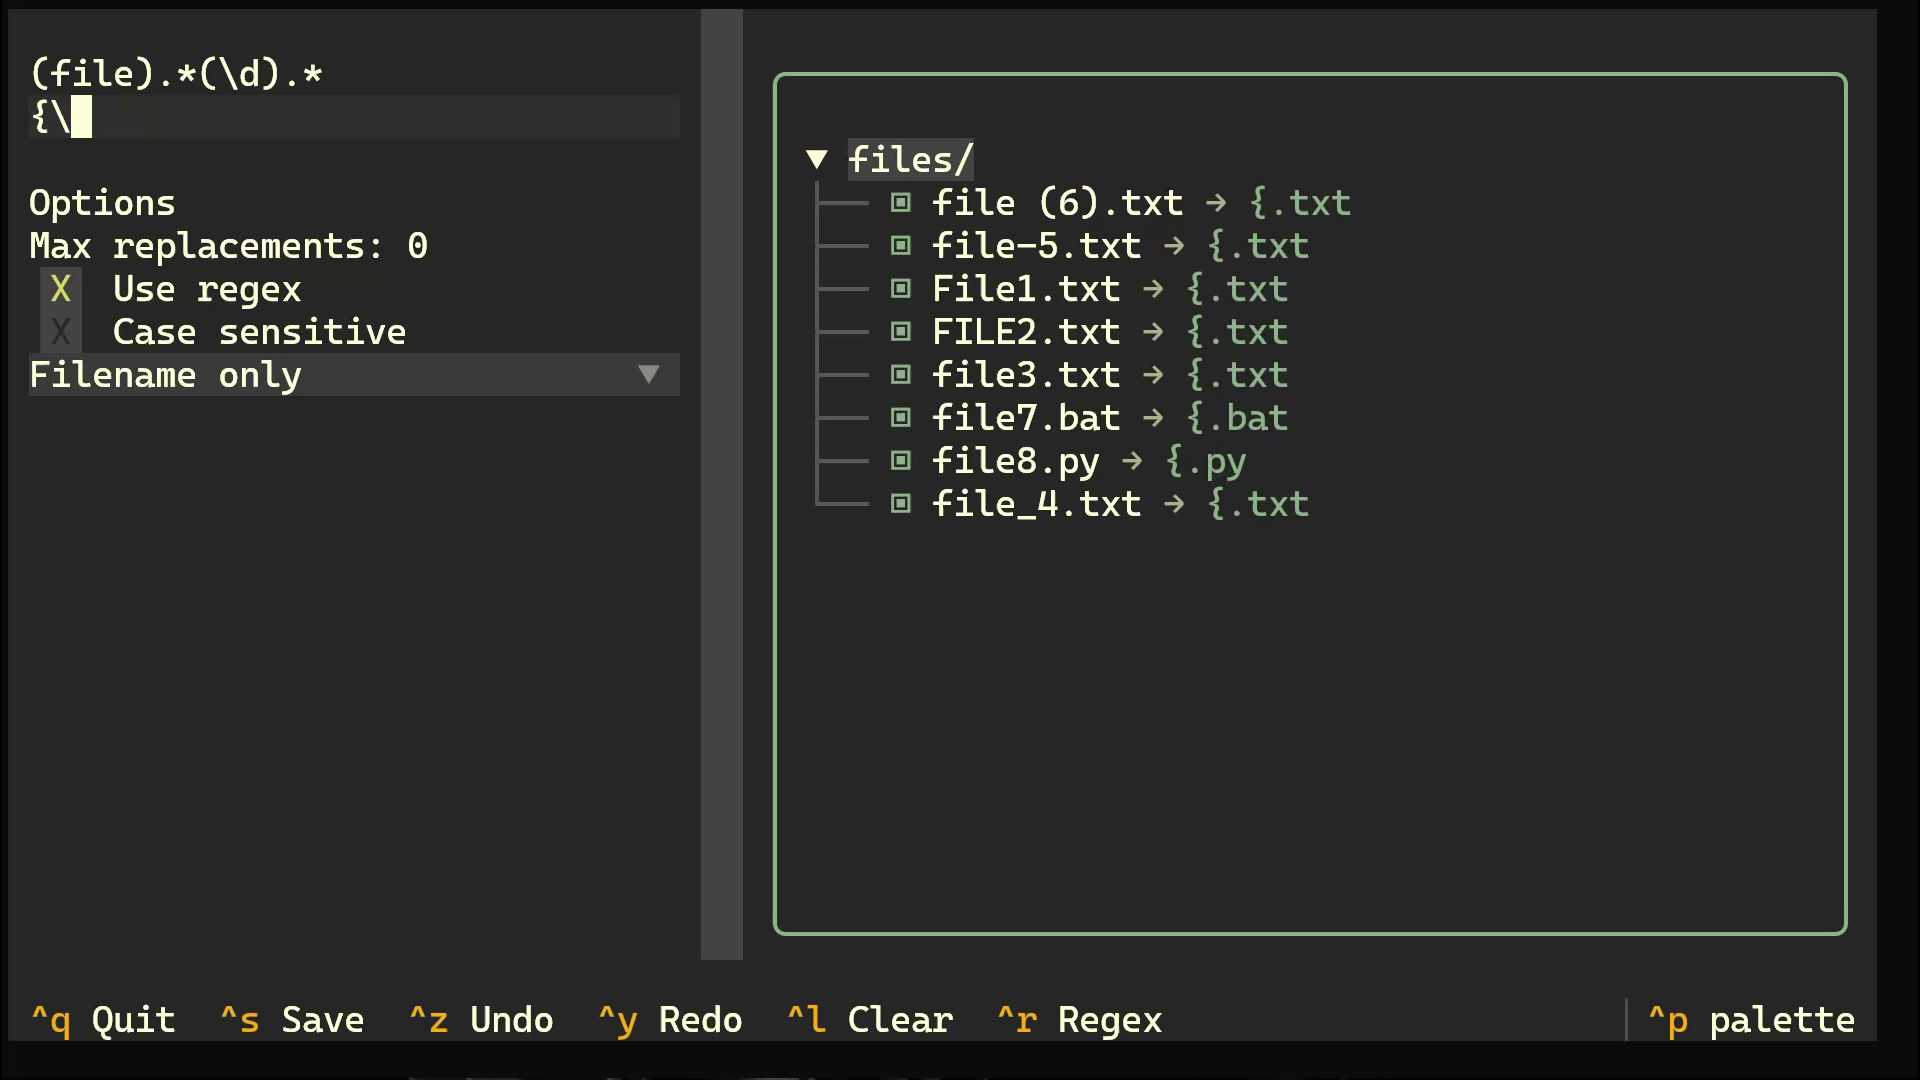 (file).*(\d).*
{\
Options
Max replacements: 0
X Use regex
X Case sensitive
Filename only ▼
▼ files/
file (6).txt → {.txt
file-5.txt → {.txt
File1.txt → {.txt
FILE2.txt → {.txt
file3.txt → {.txt
file7.bat → {.bat
file8.py → {.py
file_4.txt → {.txt
^q Quit ^s Save ^z Undo ^y Redo ^l Clear ^r Regex ^p palette